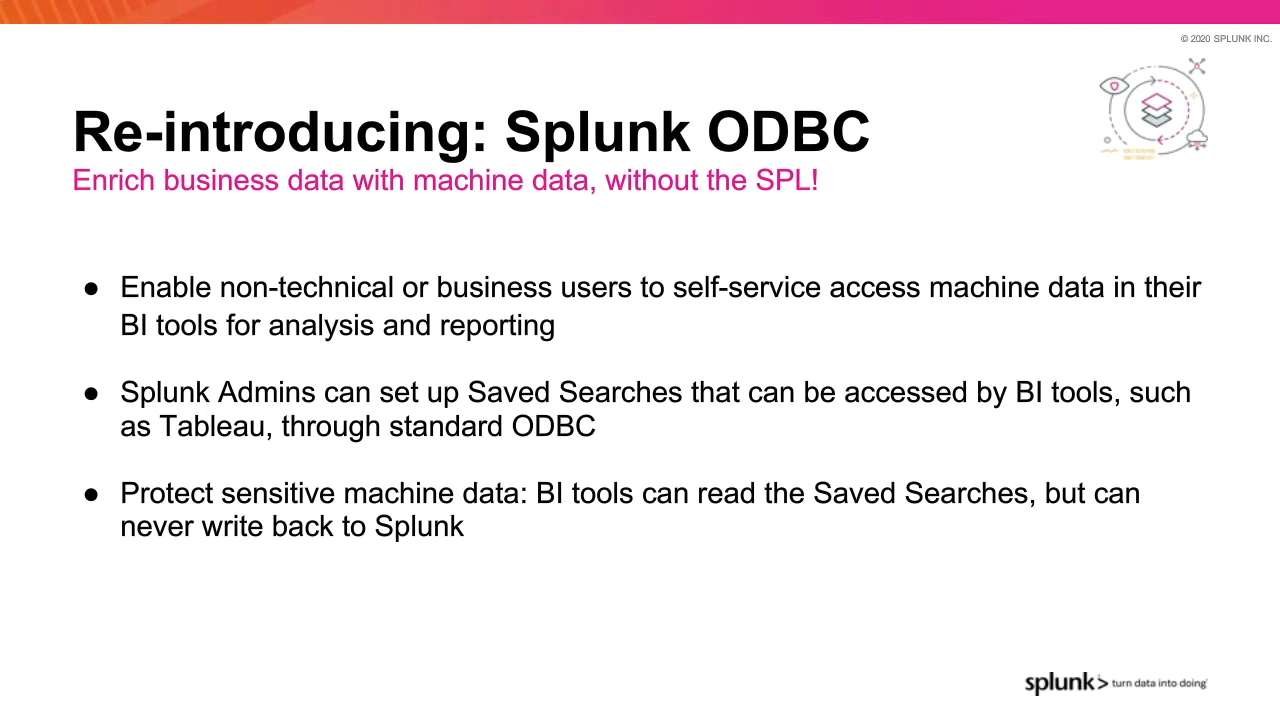 © 2020 SPLUNK INC.
Re-introducing: Splunk ODBC
Enrich business data with machine data, without the SPL!
● Enable non-technical or business users to self-service access machine data in their
BI tools for analysis and reporting
● Splunk Admins can set up Saved Searches that can be accessed by BI tools, such
as Tableau, through standard ODBC
● Protect sensitive machine data: BI tools can read the Saved Searches, but can
never write back to Splunk
splunk> turn data into doing